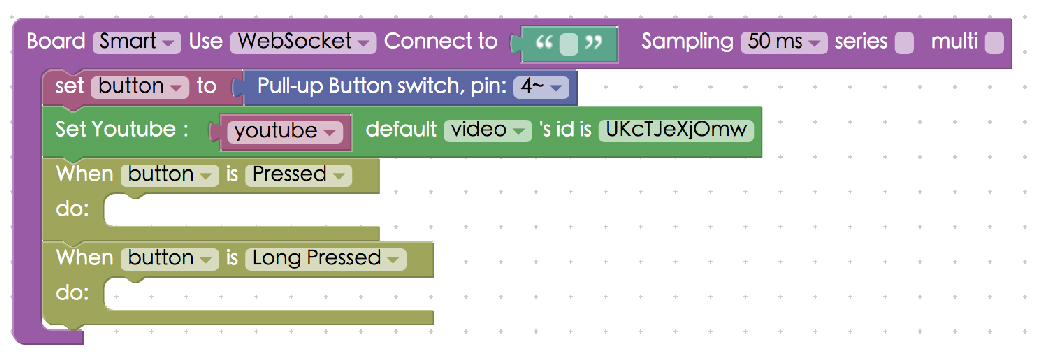 Board Smart Use WebSocket Connect to “ ” Sampling 50 ms series multi
set button to Pull-up Button switch, pin: 4~
Set Youtube : youtube default video 's id is UKcTJeXjOmw
When button is Pressed
do:
When button is Long Pressed
do: